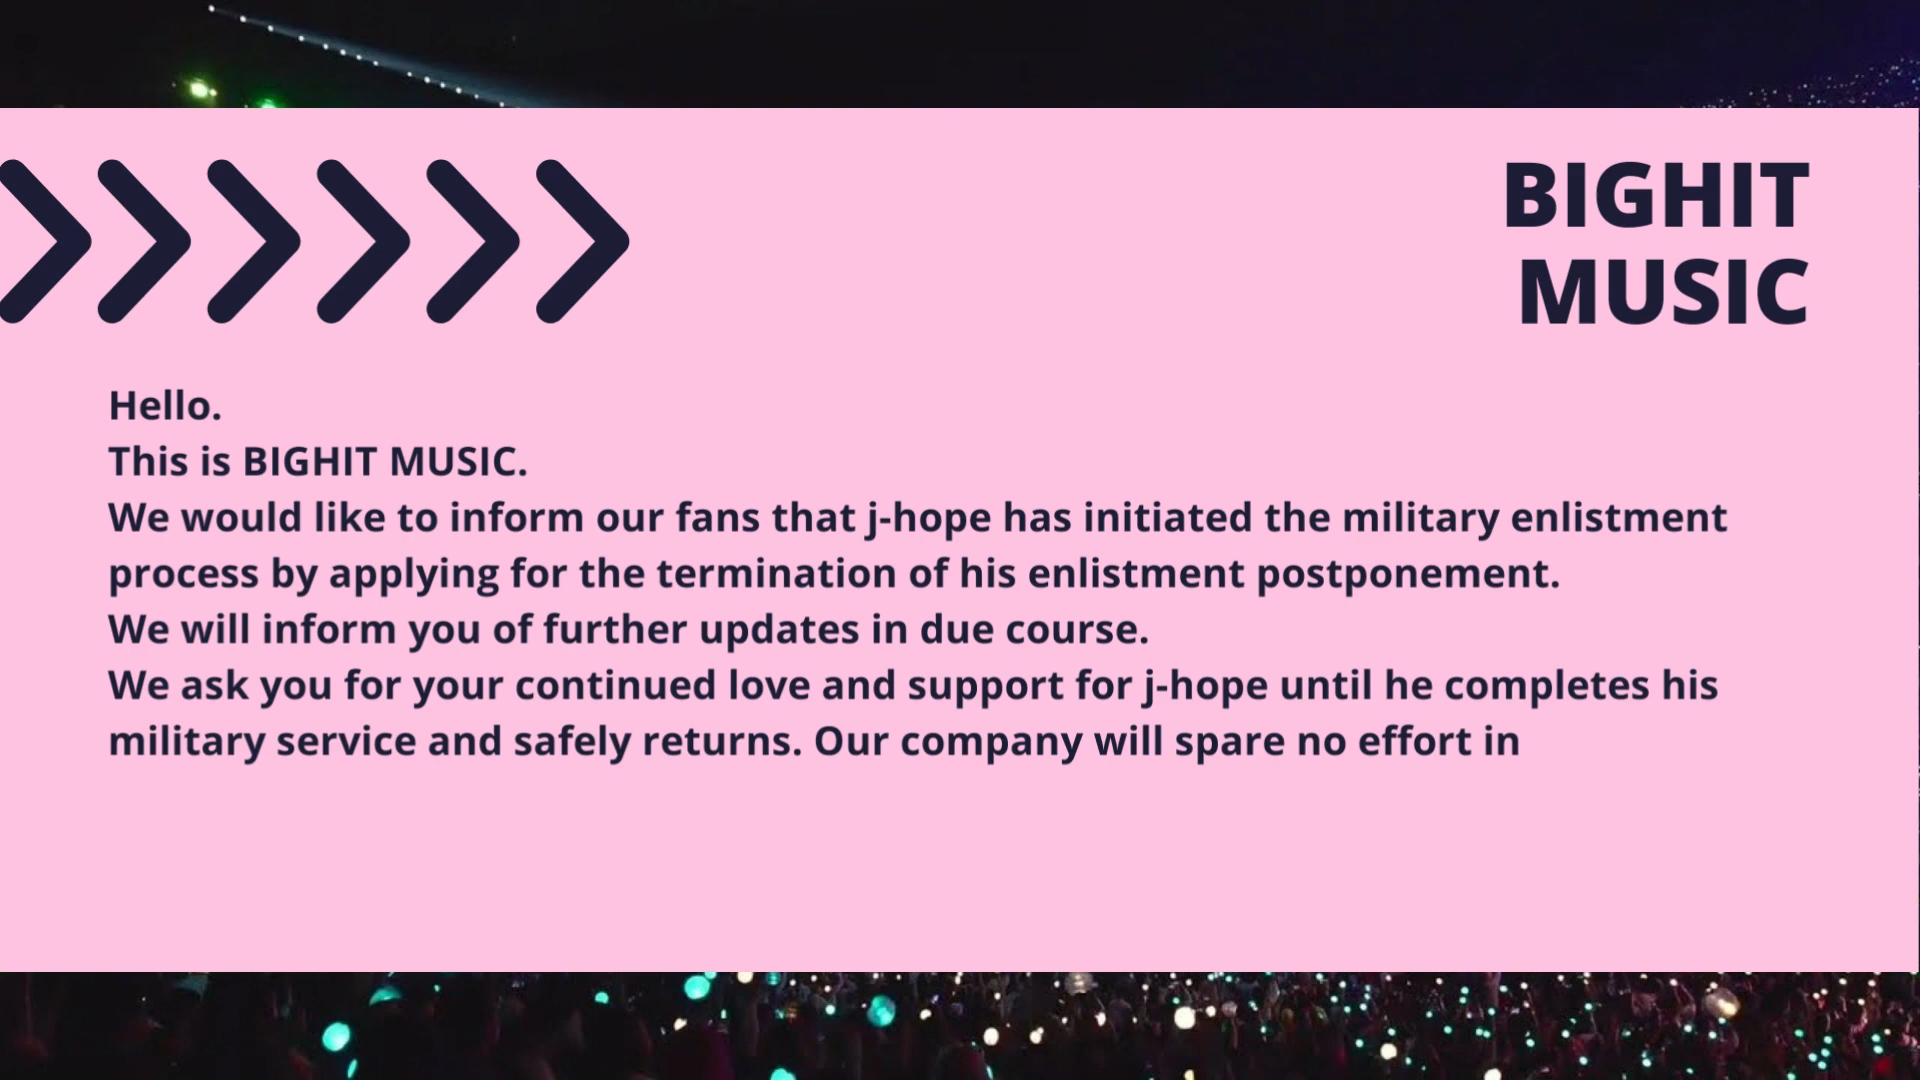 BIGHIT
MUSIC
Hello.
This is BIGHIT MUSIC.
We would like to inform our fans that j-hope has initiated the military enlistment
process by applying for the termination of his enlistment postponement.
We will inform you of further updates in due course.
We ask you for your continued love and support for j-hope until he completes his
military service and safely returns. Our company will spare no effort in